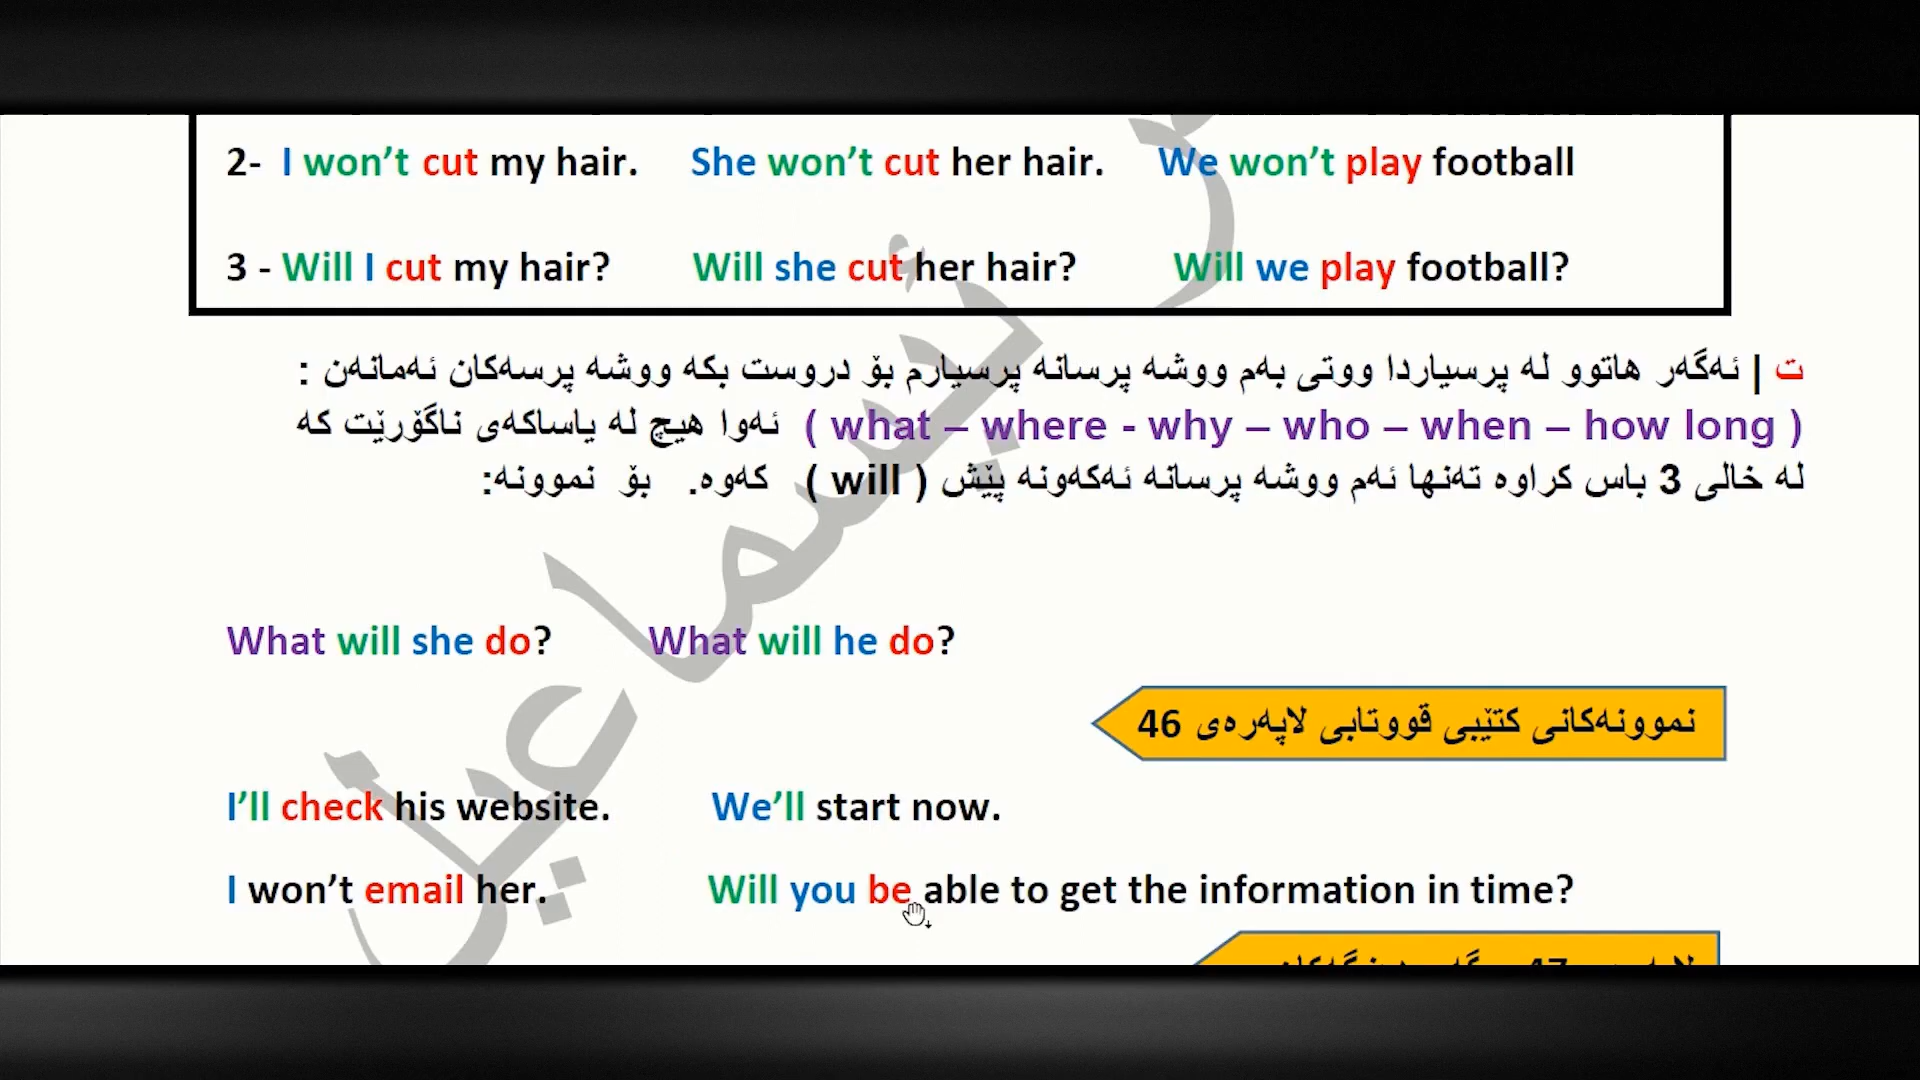 2- I won't cut my hair. She won't cut her hair. We won't play football
3 - Will I cut my hair? Will she cut her hair? Will we play football?
ت | ئەگەر هاتوو لە پرسیاردا ووتی بەم ووشە پرسانە پرسیارم بۆ دروست بکە ووشە پرسەکان ئەمانەن :
( what – where - why – who – when – how long ) ئەوا هیچ لە یاساکەی ناگۆڕێت کە
لە خالی 3 باس کراوە تەنها ئەم ووشە پرسانە ئەکەونە پێش ( will ) کەوە. بۆ نموونە:
What will she do? What will he do?
نموونەکانی کتێبی قووتابی لاپەرەی 46
I'll check his website. We'll start now.
I won't email her. Will you be able to get the information in time?